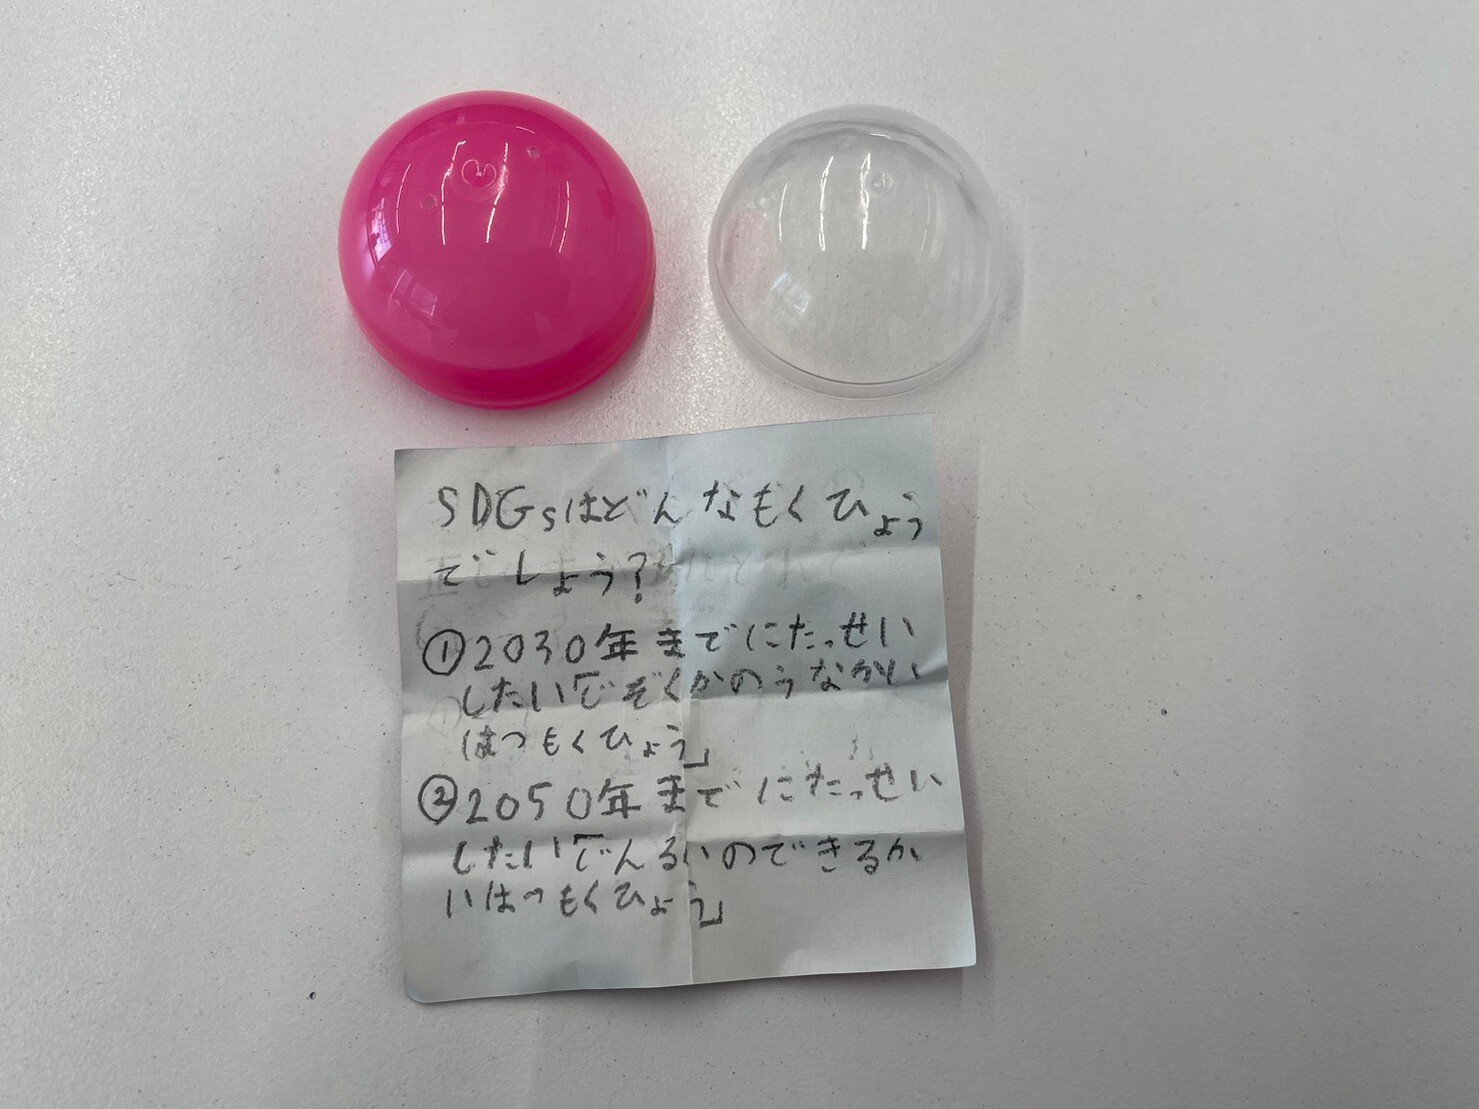 SDGsはどんなもくひょう
でしょう?
①2030年までにたっせい
したい「じぞくかのうなかい
はつもくひょう」
②2050年までにたっせい
したい「じんるいのできるか
いはつもくひょう」